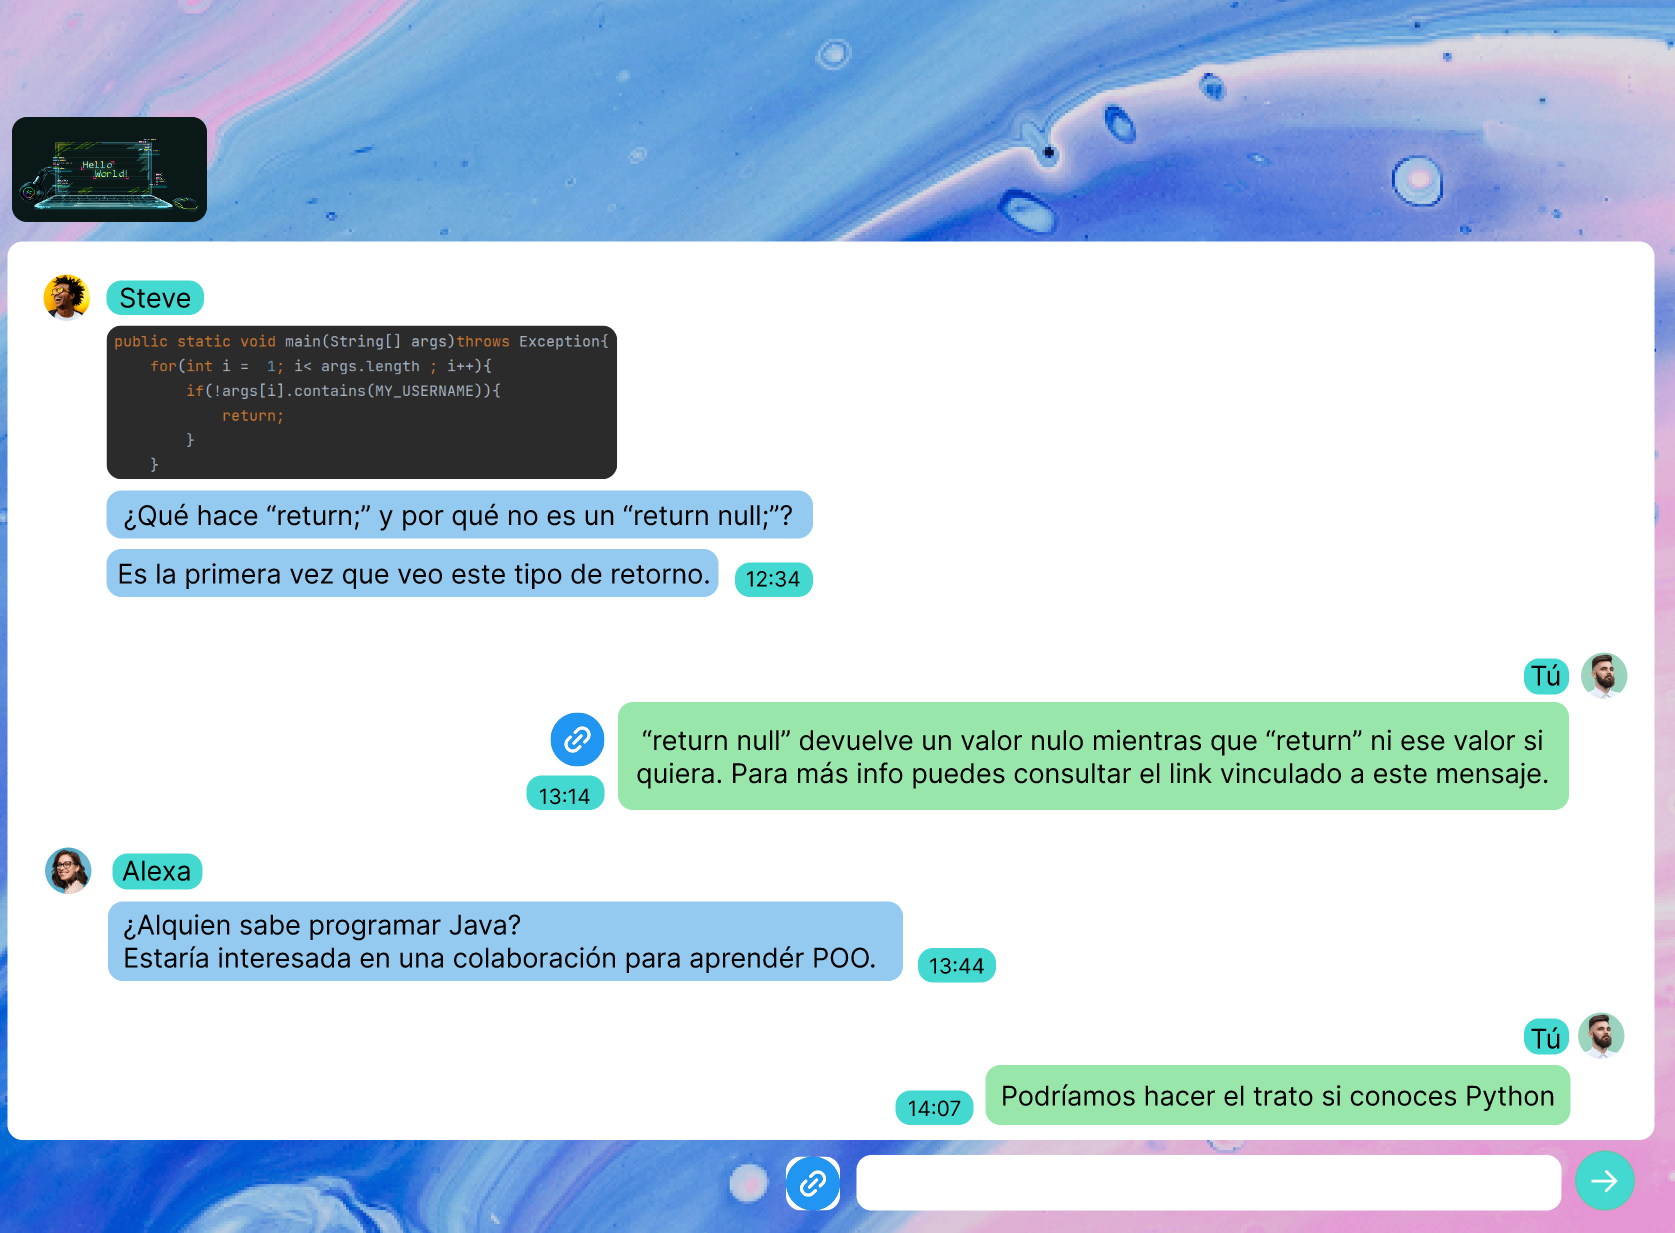 Hello
World!
Steve
public static void main(String[] args)throws Exception{
for(int i = 1; i< args.length ; i++){
if(!args[i].contains(MY_USERNAME)){
return;
}
}
¿Qué hace “return;” y por qué no es un “return null;”?
Es la primera vez que veo este tipo de retorno.
12:34
Tú
“return null” devuelve un valor nulo mientras que “return” ni ese valor si
quiera. Para más info puedes consultar el link vinculado a este mensaje.
13:14
Alexa
¿Alquien sabe programar Java?
Estaría interesada en una colaboración para aprendér POO.
13:44
Tú
Podríamos hacer el trato si conoces Python
14:07